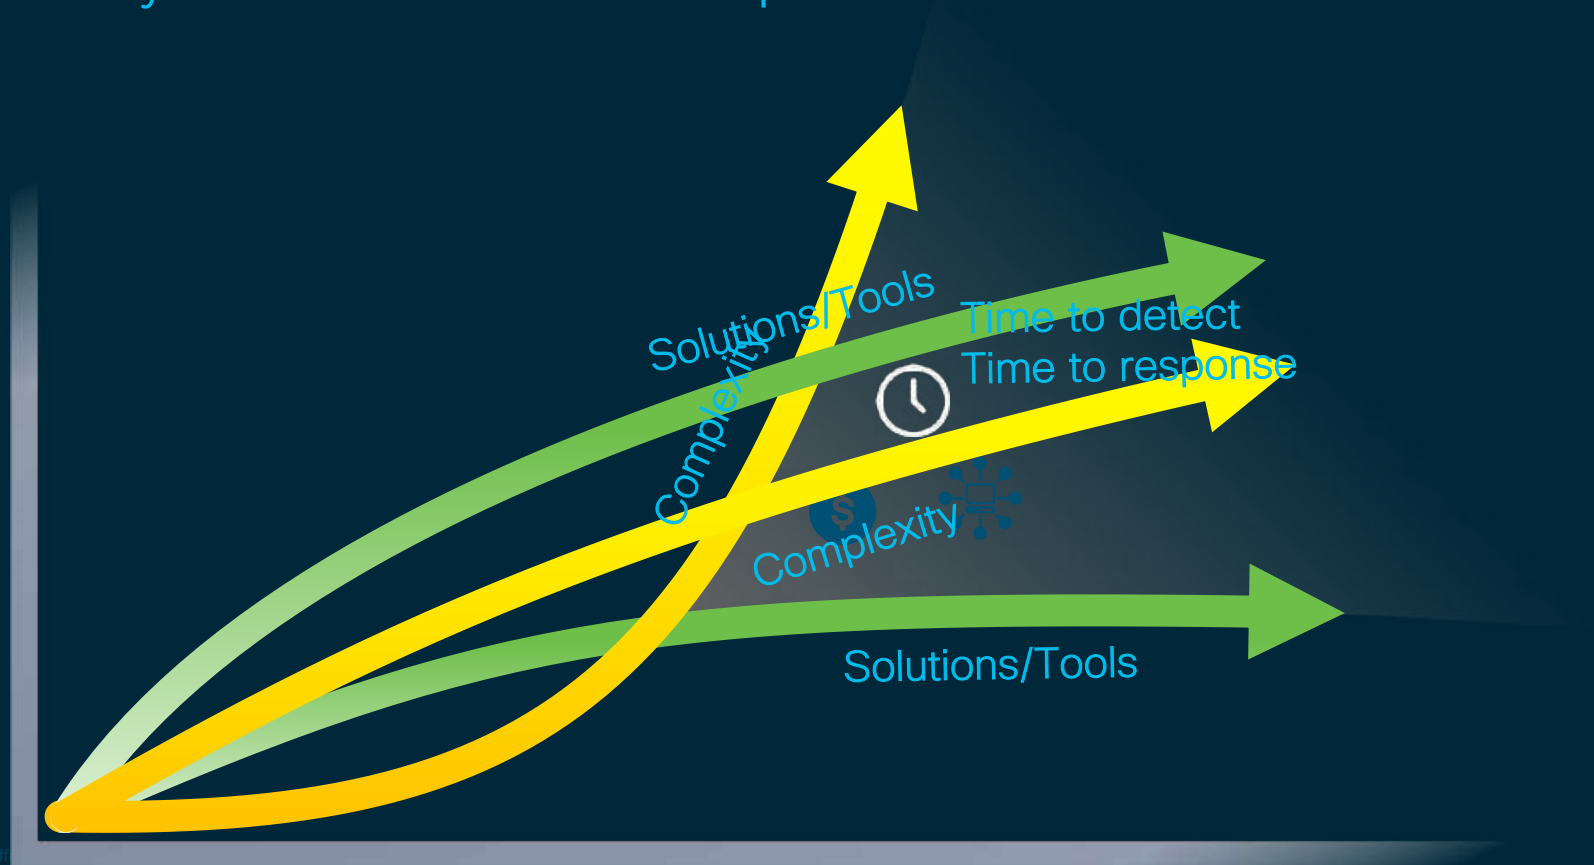 Solutions/Tools
Complexity
Time to detect
Time to response
$
Complexity
Solutions/Tools